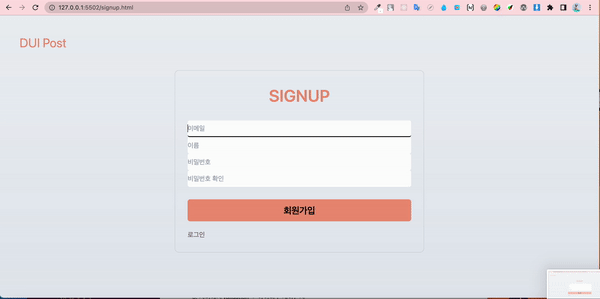 127.0.0.1:5502/signup.html
DUI Post
SIGNUP
이메일
이름
비밀번호
비밀번호 확인
회원가입
로그인